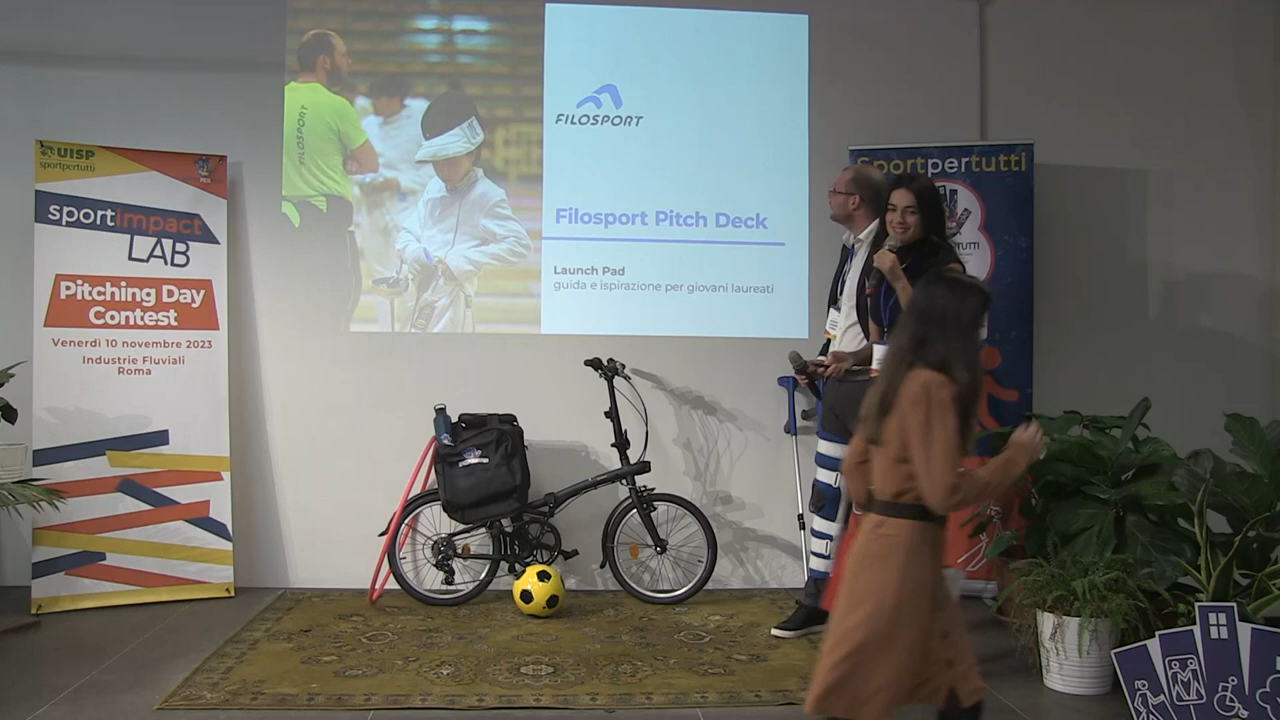 UISP
sportpertutti
sportimpact
LAB
Pitching Day
Contest
Venerdì 10 novembre 2023
Industrie Fluviali
Roma
FILOSPORT
FILOSPORT
Filosport Pitch Deck
Launch Pad
guida e ispirazione per giovani laureati
Sportpertutti